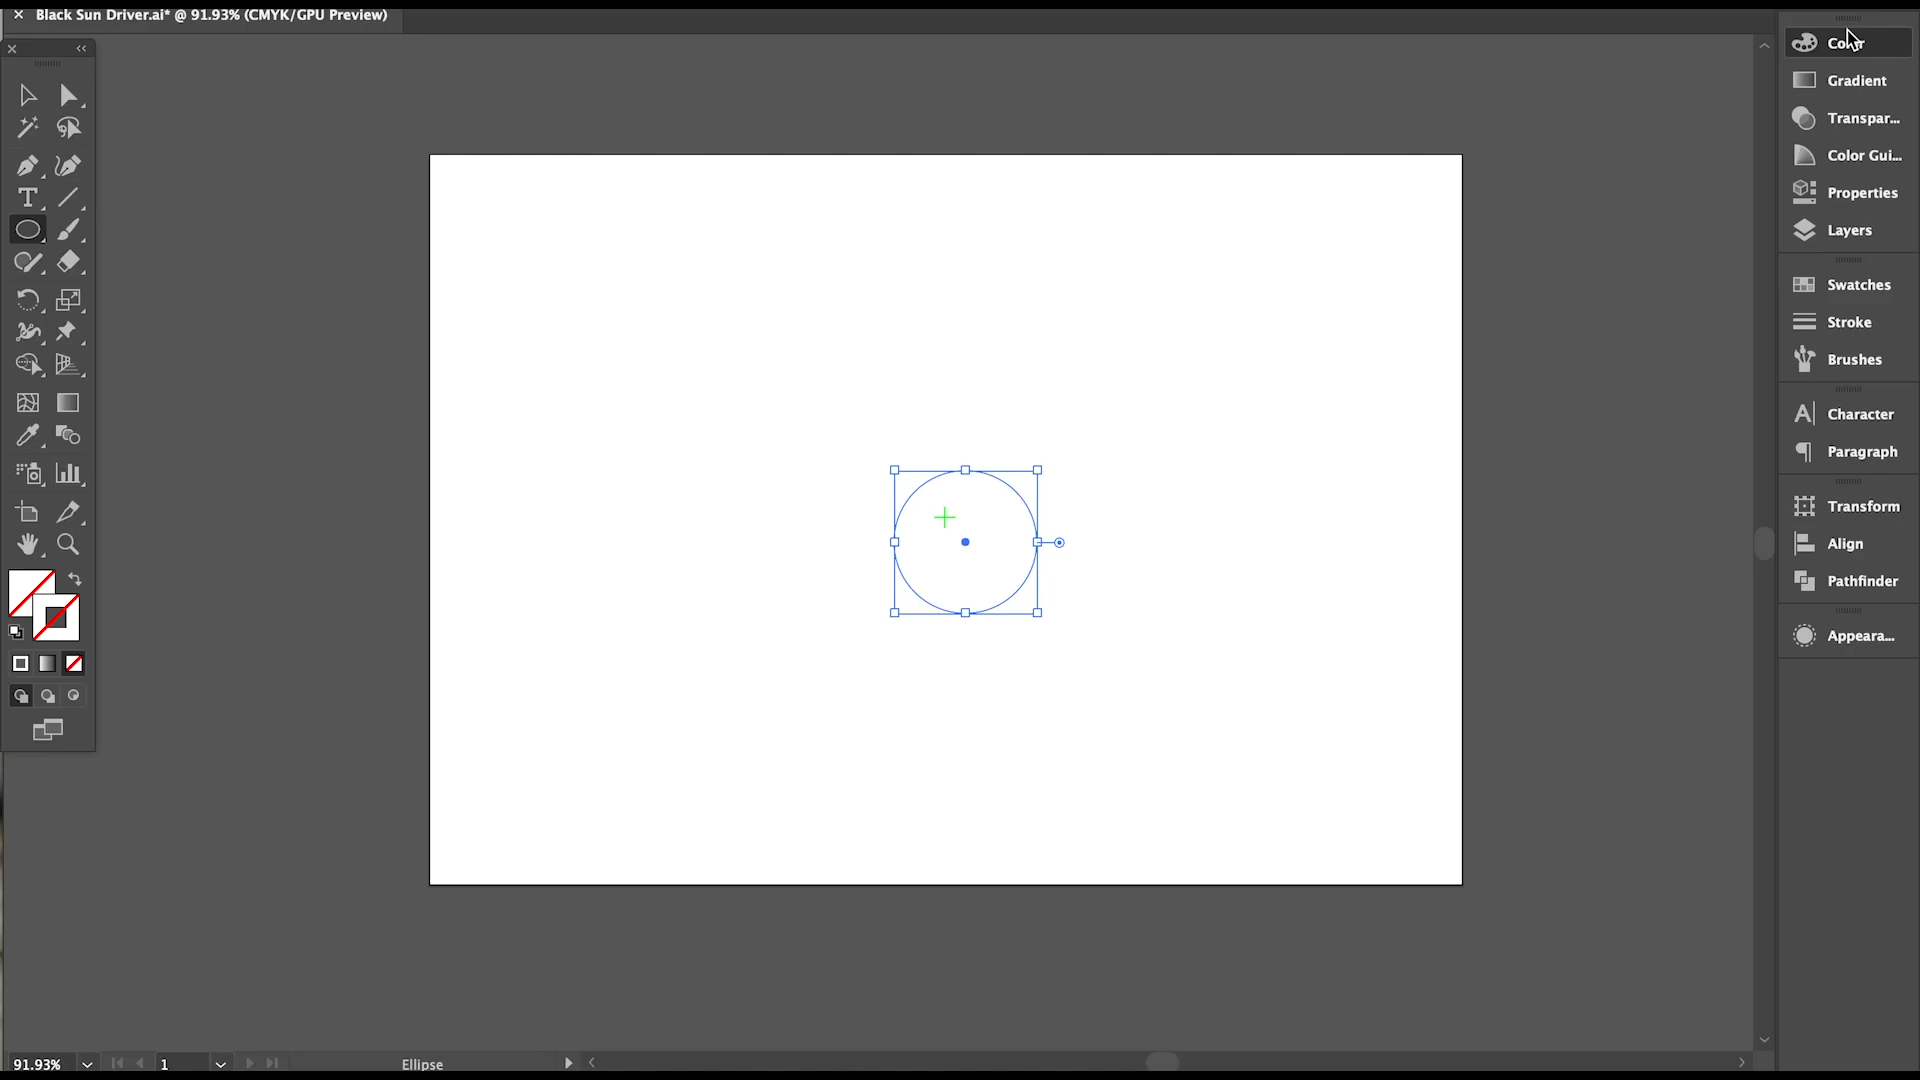 Black Sun Driver.ai* @ 91.93% (CMYK/GPU Preview)
Color
Gradient
Transpar...
Color Gui...
Properties
Layers
Swatches
Stroke
Brushes
Character
Paragraph
Transform
Align
Pathfinder
Appeara...
91.93%
1
Ellipse